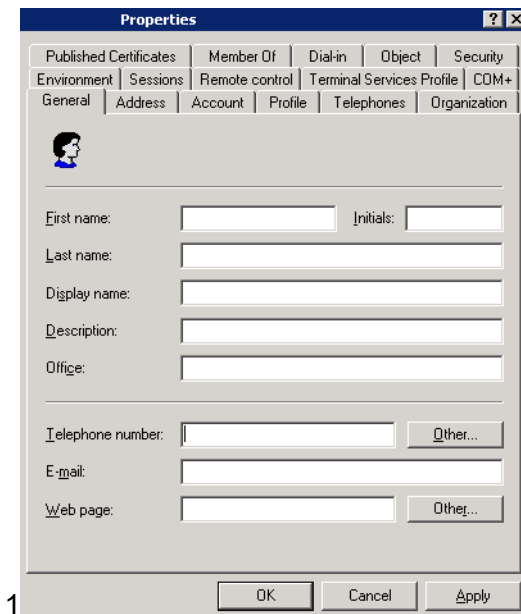 Properties ? X
Published Certificates Member Of Dial-in Object Security
Environment Sessions Remote control Terminal Services Profile COM+
General Address Account Profile Telephones Organization
First name: Initials:
Last name:
Display name:
Description:
Office:
Telephone number: Other...
E-mail:
Web page: Other...
OK Cancel Apply
1